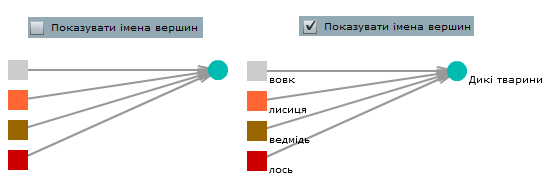 Показувати імена вершин
Показувати імена вершин
вовк
Дикі тварини
лисиця
ведмідь
лось